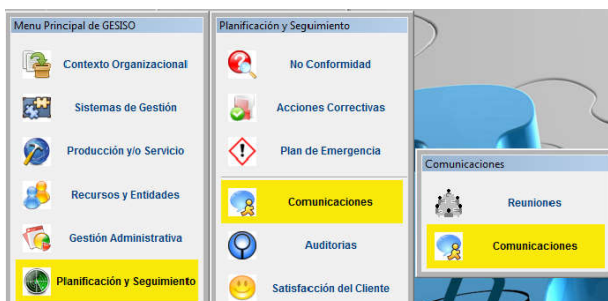 Menu Principal de GESISO
Contexto Organizacional
Sistemas de Gestión
Producción y/o Servicio
Recursos y Entidades
Gestión Administrativa
Planificación y Seguimiento
Planificación y Seguimiento
No Conformidad
Acciones Correctivas
Plan de Emergencia
Comunicaciones
Auditorias
Satisfacción del Cliente
Comunicaciones
Reuniones
Comunicaciones